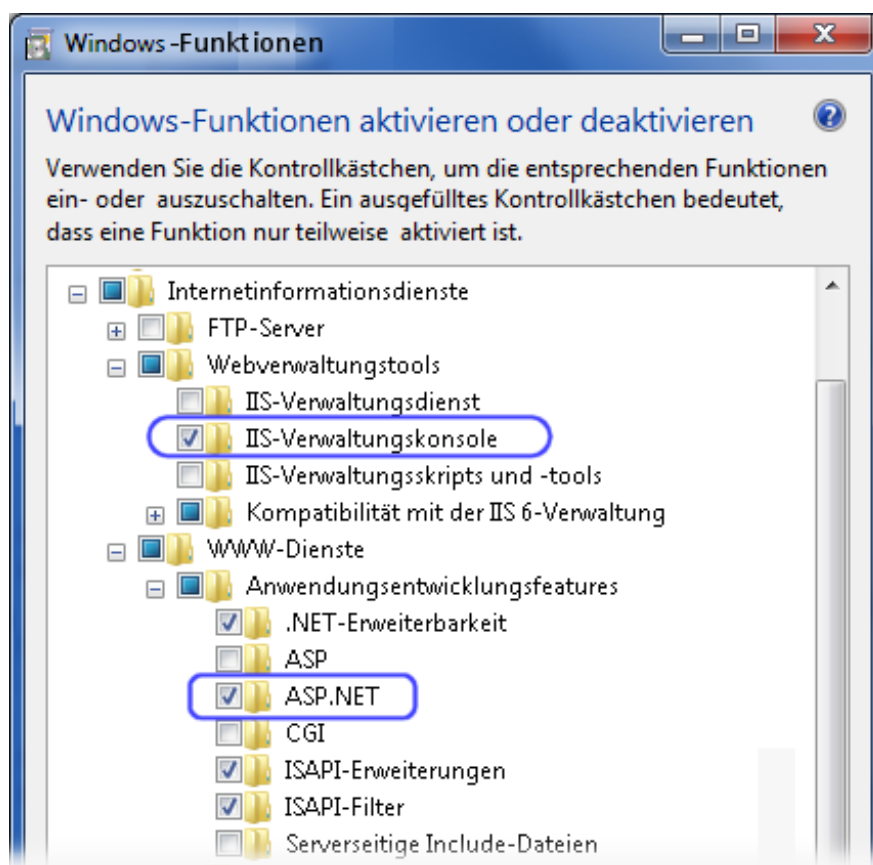 Windows-Funktionen
Windows-Funktionen aktivieren oder deaktivieren
Verwenden Sie die Kontrollkästchen, um die entsprechenden Funktionen
ein- oder auszuschalten. Ein ausgefülltes Kontrollkästchen bedeutet,
dass eine Funktion nur teilweise aktiviert ist.
Internetinformationsdienste
FTP-Server
Webverwaltungstools
IIS-Verwaltungsdienst
IIS-Verwaltungskonsole
IIS-Verwaltungsskripts und -tools
Kompatibilität mit der IIS 6-Verwaltung
WWW-Dienste
Anwendungsentwicklungsfeatures
.NET-Erweiterbarkeit
ASP
ASP.NET
CGI
ISAPI-Erweiterungen
ISAPI-Filter
Serverseitige Include-Dateien